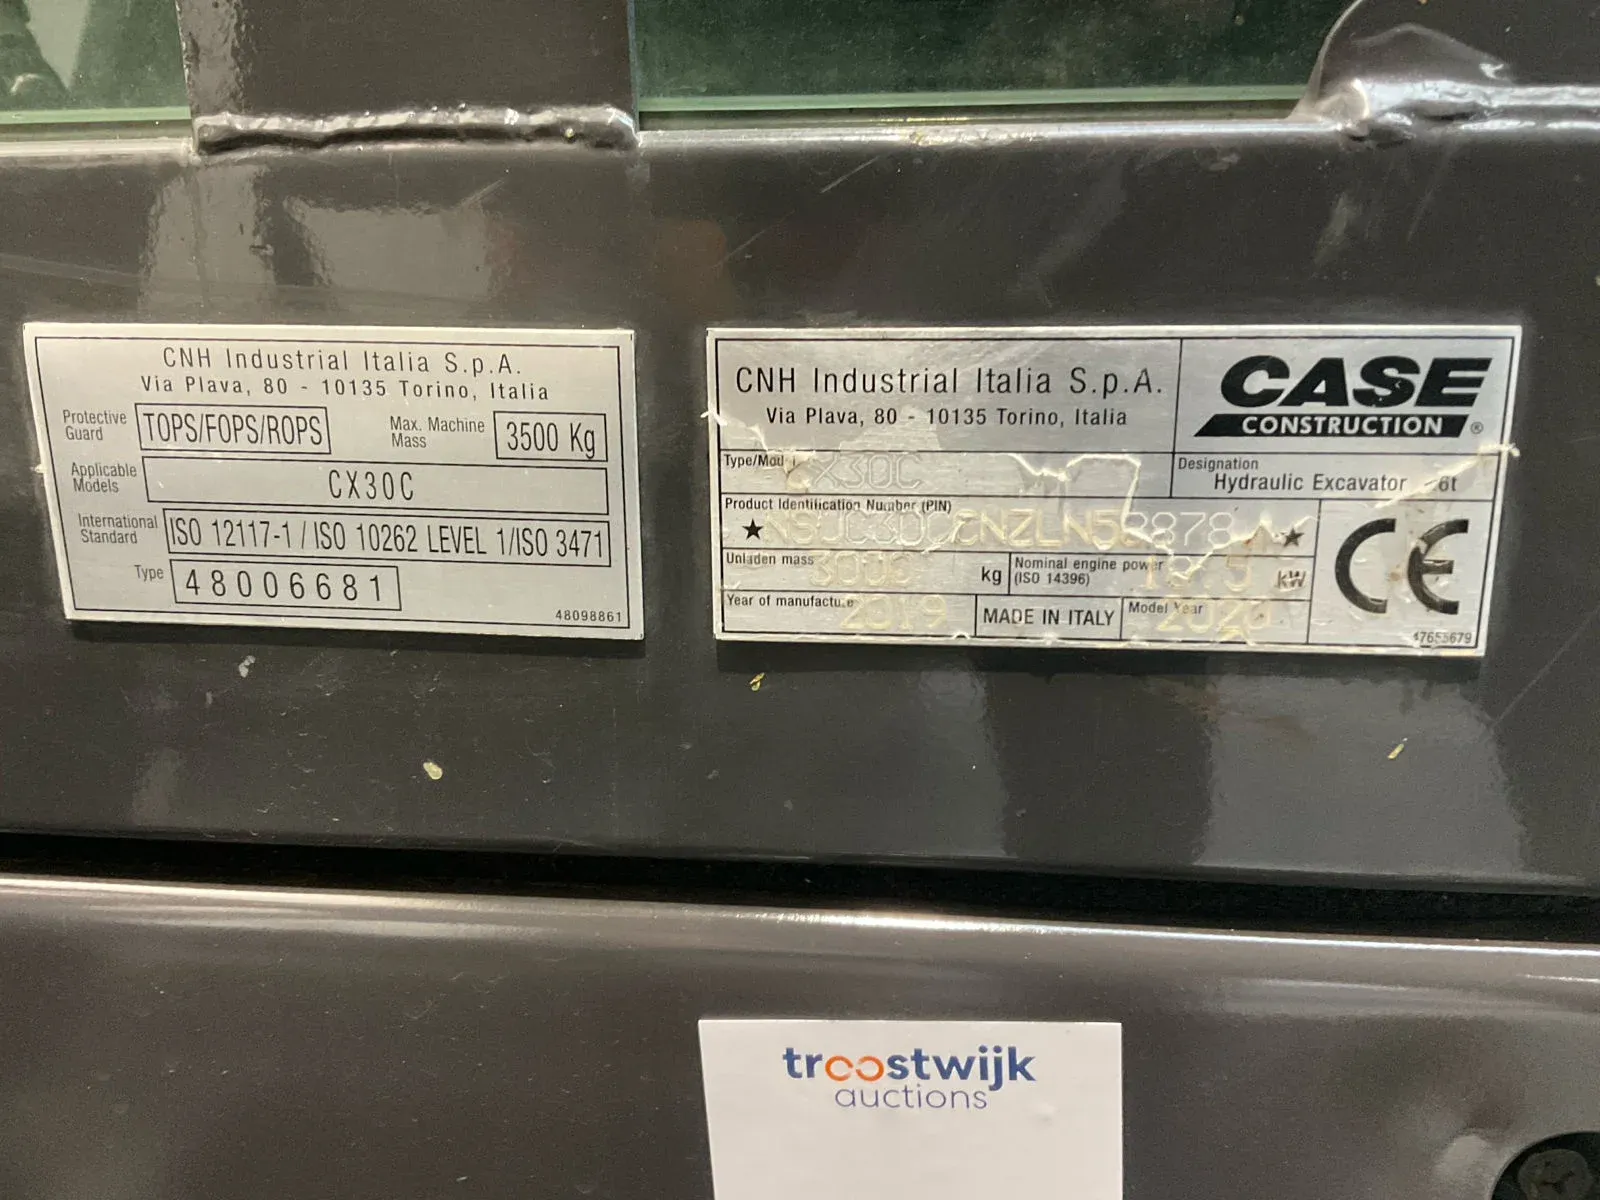 CNH Industrial Italia S.p.A.
Via Plava, 80 - 10135 Torino, Italia
Protective Guard
TOPS/FOPS/ROPS
Max. Machine Mass
3500 Kg
Applicable Models
CX30C
International Standard
ISO 12117-1 / ISO 10262 LEVEL 1/ISO 3471
Type
48006681
48098861
CNH Industrial Italia S.p.A.
Via Plava, 80 - 10135 Torino, Italia
CASE
CONSTRUCTION ®
Type/Model
CX30C
Designation
Hydraulic Excavator
6t
Product Identification Number (PIN)
Unladen mass
kg
Nominal engine power
(ISO 14396)
kW
Year of manufacture
2019
MADE IN ITALY
Model Year
2020
CE
47655679
troostwijk
auctions